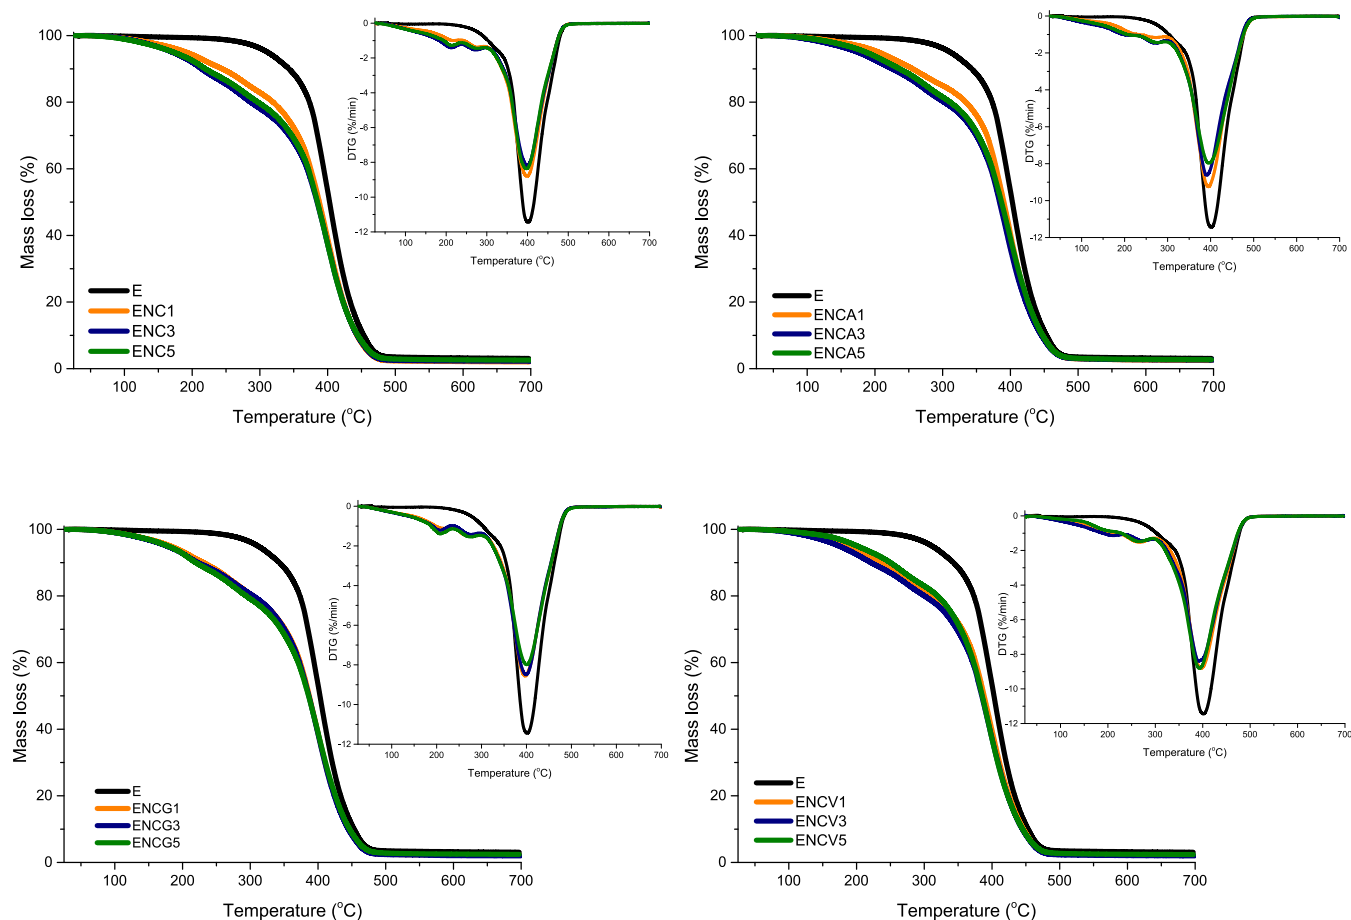 100
80
60
40
20
0
Mass loss (%)
100 200 300 400 500 600 700
Temperature (°C)
E
ENC1
ENC3
ENC5
0
-2
-4
-6
-8
-10
-12
DTG (%/min)
100 200 300 400 500 600 700
Temperature (°C)
100
80
60
40
20
0
Mass loss (%)
100 200 300 400 500 600 700
Temperature (°C)
E
ENCA1
ENCA3
ENCA5
0
-2
-4
-6
-8
-10
-12
DTG (%/min)
100 200 300 400 500 600 700
Temperature (°C)
100
80
60
40
20
0
Mass loss (%)
100 200 300 400 500 600 700
Temperature (°C)
E
ENCG1
ENCG3
ENCG5
0
-2
-4
-6
-8
-10
-12
DTG (%/min)
100 200 300 400 500 600 700
Temperature (°C)
100
80
60
40
20
0
Mass loss (%)
100 200 300 400 500 600 700
Temperature (°C)
E
ENCV1
ENCV3
ENCV5
0
-2
-4
-6
-8
-10
-12
DTG (%/min)
100 200 300 400 500 600 700
Temperature (°C)